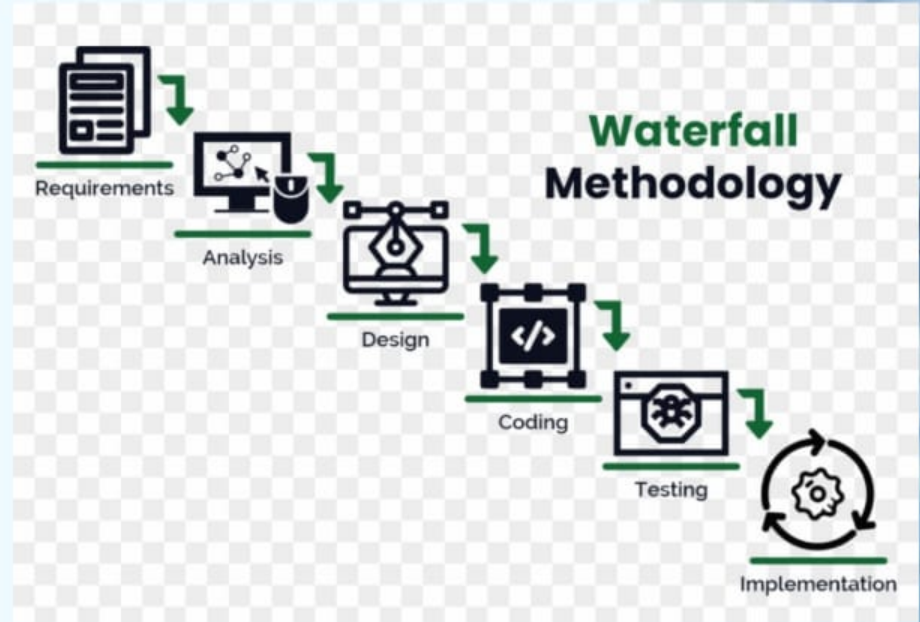 Waterfall
Methodology
Requirements
Analysis
Design
</>
Coding
Testing
Implementation